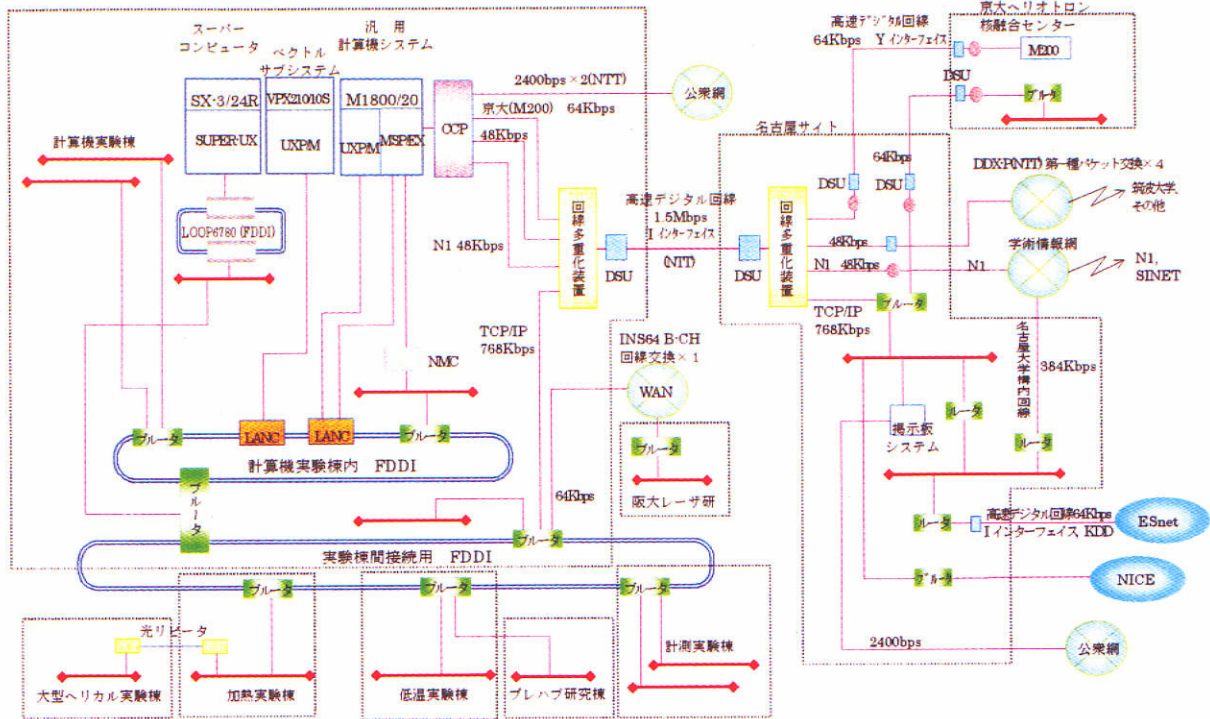 スーパー
コンピュータ
ベクトル
サブシステム
汎用
計算機システム
SX-3/24R
SUPER-UX
VPX210/10S
UXP/M
M1800/20
UXP/M
MSP/EX
CCP
2400bps×2(NTT)
公衆網
京大(M200) 64Kbps
48Kbps
N1 48Kbps
計算機実験棟
LOOP6780 (FDDI)
回線多重化装置
DSU
高速デジタル回線
1.5Mbps
I インターフェイス
(NTT)
TCP/IP
768Kbps
NMC
ブルータ
LANC
LANC
ブルータ
計算機実験棟内 FDDI
ブルータ
64Kbps
ブルータ
実験棟間接続用 FDDI
INS64 B-CH
回線交換×1
WAN
ブルータ
阪大レーザ研
ブルータ
ブルータ
ブルータ
光リピータ
大型ヘリカル実験棟
加熱実験棟
低温実験棟
プレハブ研究棟
計測実験棟
高速デジタル回線
64Kbps Y インターフェイス
京大ヘリオトロン
核融合センター
M200
DSU
ブルータ
名古屋サイト
64Kbps
DSU
DSU
DSU
回線多重化装置
48Kbps
N1 48Kbps
N1
DDX-P(NTT) 第一種パケット交換×4
筑波大学,
その他
学術情報網
N1,
SINET
TCP/IP
768Kbps
ブルータ
名古屋大学構内回線
384Kbps
掲示板
システム
ルータ
ブルータ
ルータ
高速デジタル回線64Kbps
I インターフェイス KDD
ESnet
ブルータ
NICE
2400bps
公衆網